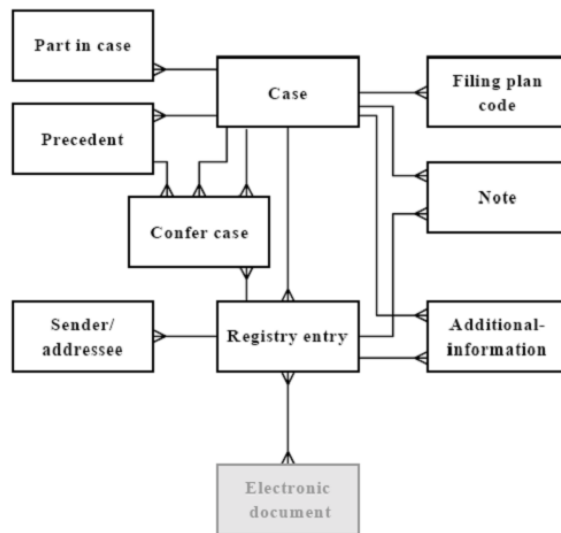 Part in case
Case
Filing plan
code
Precedent
Note
Confer case
Sender/
addressee
Registry entry
Additional-
information
Electronic
document